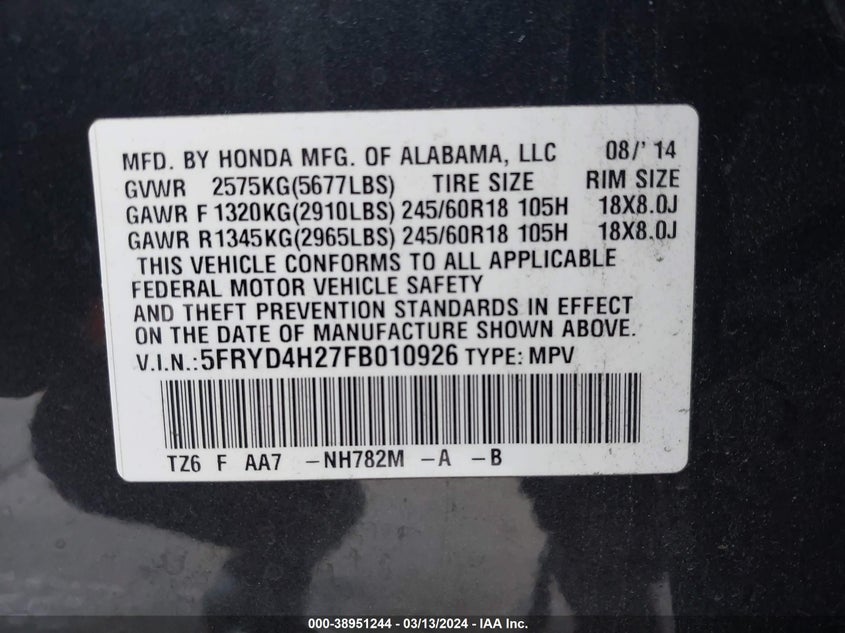 MFD. BY HONDA MFG. OF ALABAMA, LLC 08/' 14
GVWR 2575KG(5677LBS) TIRE SIZE RIM SIZE
GAWR F 1320KG(2910LBS) 245/60R18 105H 18X8.0J
GAWR R1345KG(2965LBS) 245/60R18 105H 18X8.0J
THIS VEHICLE CONFORMS TO ALL APPLICABLE
FEDERAL MOTOR VEHICLE SAFETY
AND THEFT PREVENTION STANDARDS IN EFFECT
ON THE DATE OF MANUFACTURE SHOWN ABOVE.
V.I.N.:5FRYD4H27FB010926 TYPE: MPV
TZ6 F AA7 -NH782M -A -B
000-38951244 - 03/13/2024 - IAA Inc.